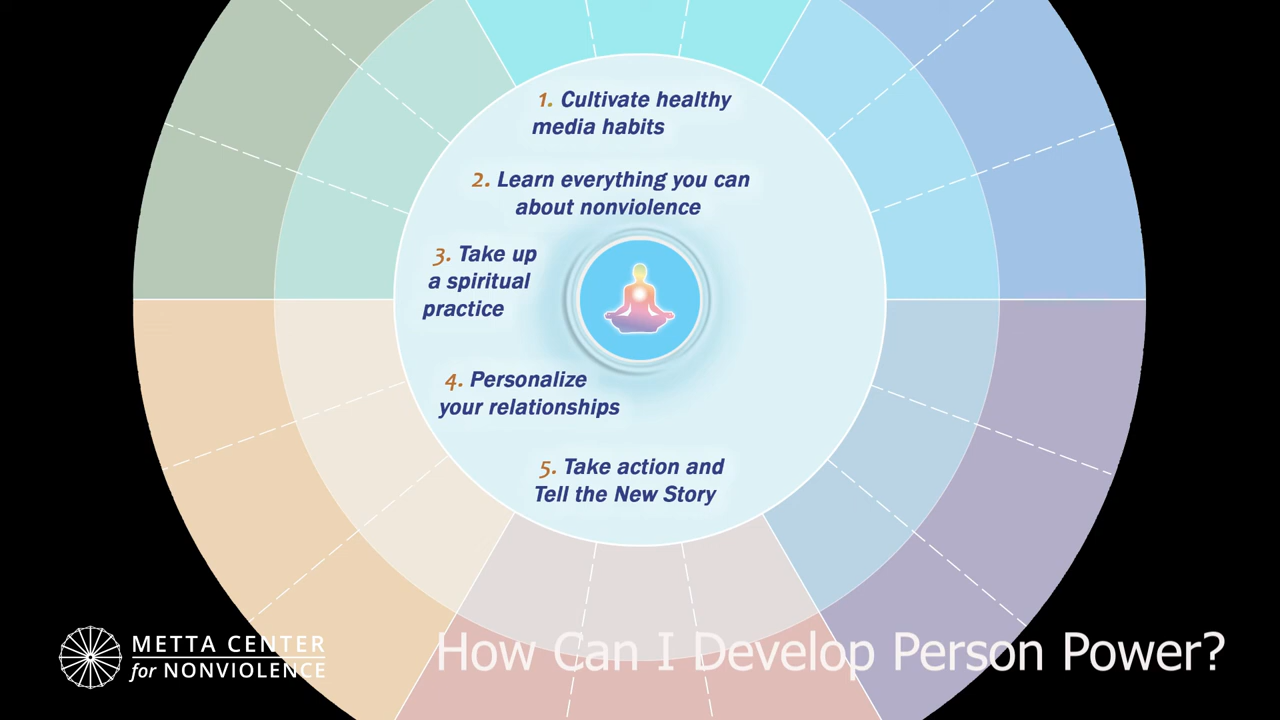 1. Cultivate healthy
media habits
2. Learn everything you can
about nonviolence
3. Take up
a spiritual
practice
4. Personalize
your relationships
5. Take action and
Tell the New Story
METTA CENTER
for NONVIOLENCE
How Can I Develop Person Power?